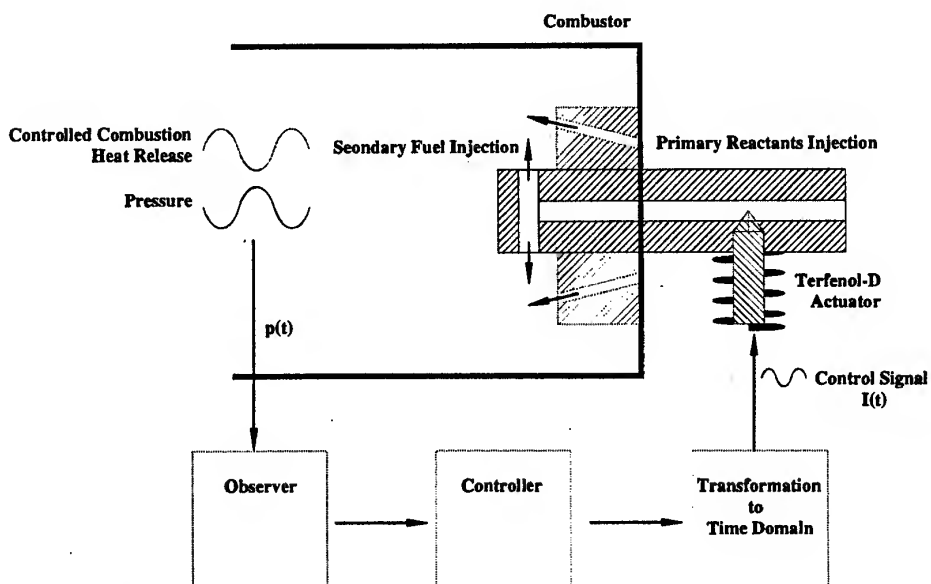 Combustor
Controlled Combustion
Heat Release
Seondary Fuel Injection
Primary Reactants Injection
Pressure
Terfenol-D
Actuator
p(t)
Control Signal
I(t)
Observer
Controller
Transformation
to
Time Domain